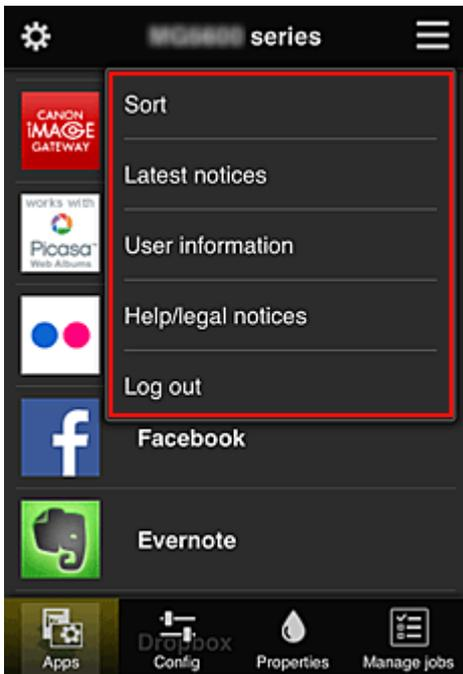 series
CANON
iMAGE
GATEWAY
Sort
Latest notices
works with
Picasa™
Web Albums
User information
Help/legal notices
Log out
Facebook
Evernote
Dropbox
Apps
Config
Properties
Manage jobs